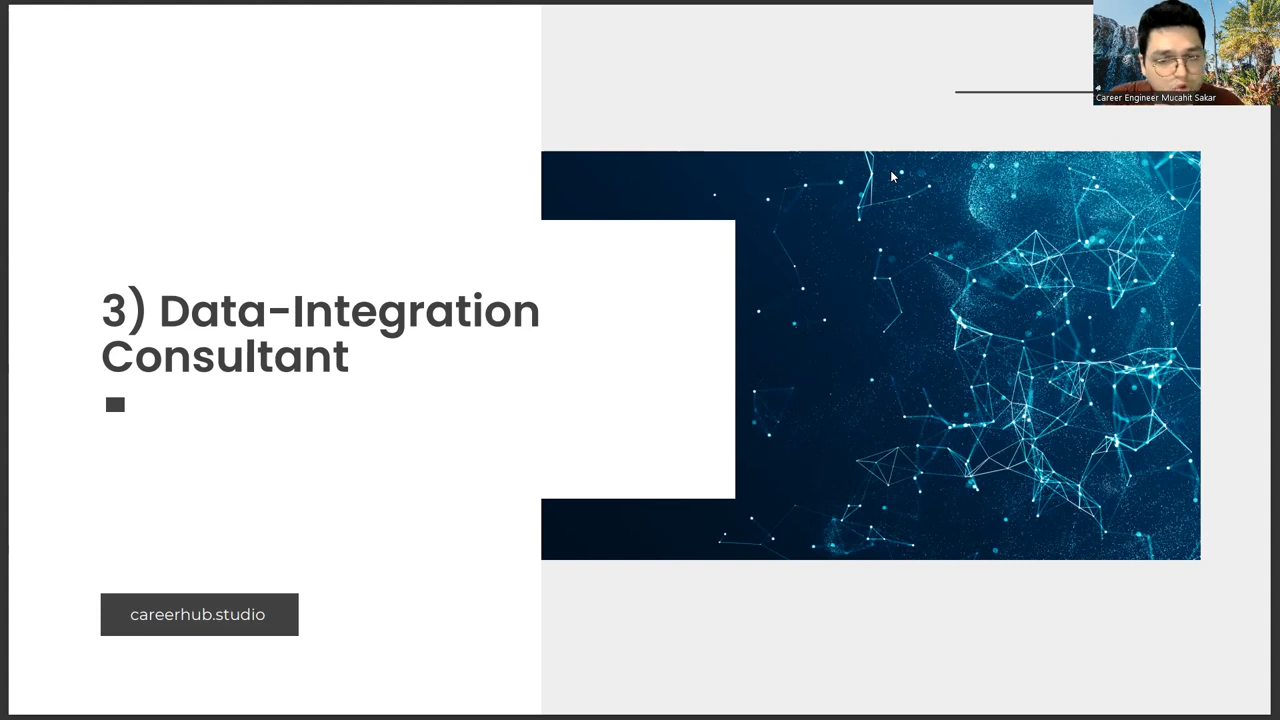 Career Engineer Mucahit Sakar
3) Data-Integration
Consultant
careerhub.studio